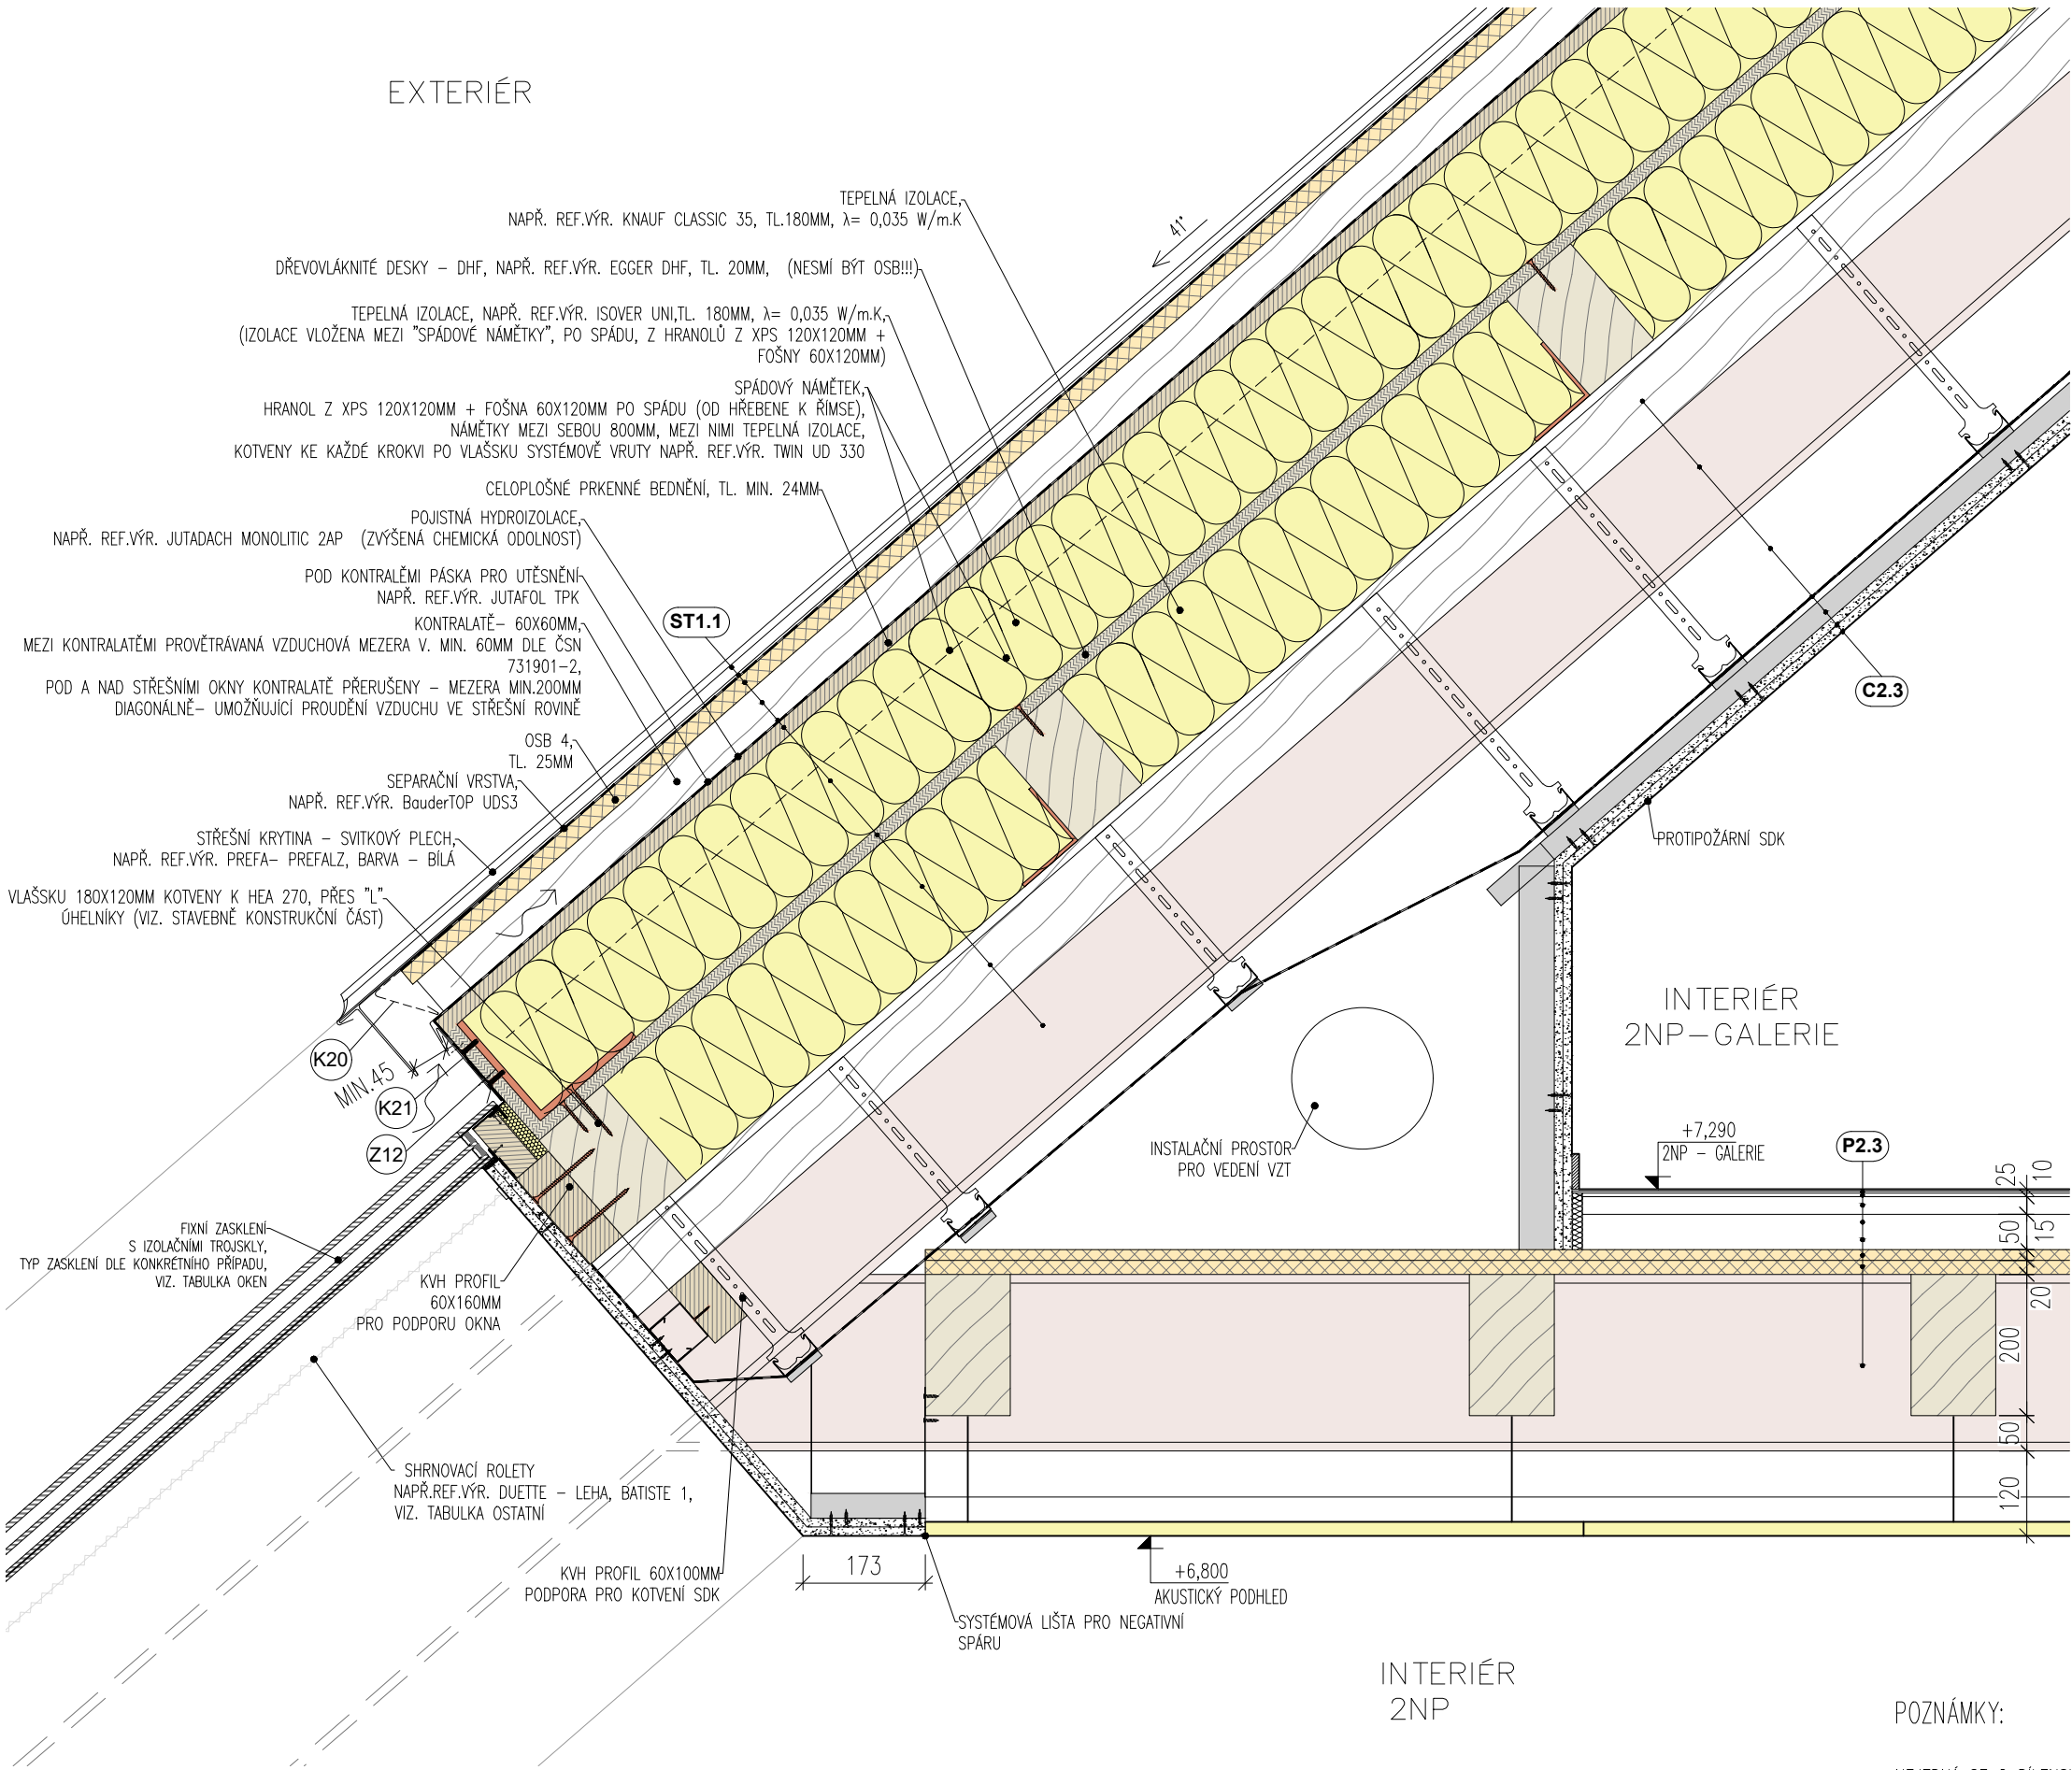 EXTERIÉR
TEPELNÁ IZOLACE,
NAPŘ. REF.VÝR. KNAUF CLASSIC 35, TL.180MM, λ= 0,035 W/m.K
41°
DŘEVOVLÁKNITÉ DESKY – DHF, NAPŘ. REF.VÝR. EGGER DHF, TL. 20MM, (NESMÍ BÝT OSB!!!)
TEPELNÁ IZOLACE, NAPŘ. REF.VÝR. ISOVER UNI,TL. 180MM, λ= 0,035 W/m.K,
(IZOLACE VLOŽENA MEZI "SPÁDOVÉ NÁMĚTKY", PO SPÁDU, Z HRANOLŮ Z XPS 120X120MM +
FOŠNY 60X120MM)
SPÁDOVÝ NÁMĚTEK,
HRANOL Z XPS 120X120MM + FOŠNA 60X120MM PO SPÁDU (OD HŘEBENE K ŘÍMSE),
NÁMĚTKY MEZI SEBOU 800MM, MEZI NIMI TEPELNÁ IZOLACE,
KOTVENY KE KAŽDÉ KROKVI PO VLAŠSKU SYSTÉMOVĚ VRUTY NAPŘ. REF.VÝR. TWIN UD 330
CELOPLOŠNÉ PRKENNÉ BEDNĚNÍ, TL. MIN. 24MM
POJISTNÁ HYDROIZOLACE,
NAPŘ. REF.VÝR. JUTADACH MONOLITIC 2AP (ZVÝŠENÁ CHEMICKÁ ODOLNOST)
POD KONTRALĚMI PÁSKA PRO UTĚSNĚNÍ
NAPŘ. REF.VÝR. JUTAFOL TPK
KONTRALATĚ– 60X60MM,
MEZI KONTRALATĚMI PROVĚTRÁVANÁ VZDUCHOVÁ MEZERA V. MIN. 60MM DLE ČSN
731901–2,
POD A NAD STŘEŠNÍMI OKNY KONTRALATĚ PŘERUŠENY – MEZERA MIN.200MM
DIAGONÁLNĚ– UMOŽŇUJÍCÍ PROUDĚNÍ VZDUCHU VE STŘEŠNÍ ROVINĚ
ST1.1
C2.3
OSB 4,
TL. 25MM
SEPARAČNÍ VRSTVA,
NAPŘ. REF.VÝR. BauderTOP UDS3
STŘEŠNÍ KRYTINA – SVITKOVÝ PLECH,
NAPŘ. REF.VÝR. PREFA– PREFALZ, BARVA – BÍLÁ
VLAŠSKU 180X120MM KOTVENY K HEA 270, PŘES "L"
ÚHELNÍKY (VIZ. STAVEBNĚ KONSTRUKČNÍ ČÁST)
PROTIPOŽÁRNÍ SDK
INTERIÉR
2NP–GALERIE
K20
MIN.45
K21
Z12
INSTALAČNÍ PROSTOR
PRO VEDENÍ VZT
+7,290
2NP – GALERIE
P2.3
25
10
50
15
20
200
50
120
FIXNÍ ZASKLENÍ
S IZOLAČNÍMI TROJSKLY,
TYP ZASKLENÍ DLE KONKRÉTNÍHO PŘÍPADU,
VIZ. TABULKA OKEN
KVH PROFIL
60X160MM
PRO PODPORU OKNA
SHRNOVACÍ ROLETY
NAPŘ.REF.VÝR. DUETTE – LEHA, BATISTE 1,
VIZ. TABULKA OSTATNÍ
KVH PROFIL 60X100MM
PODPORA PRO KOTVENÍ SDK
173
+6,800
AKUSTICKÝ PODHLED
SYSTÉMOVÁ LIŠTA PRO NEGATIVNÍ
SPÁRU
INTERIÉR
2NP
POZNÁMKY: